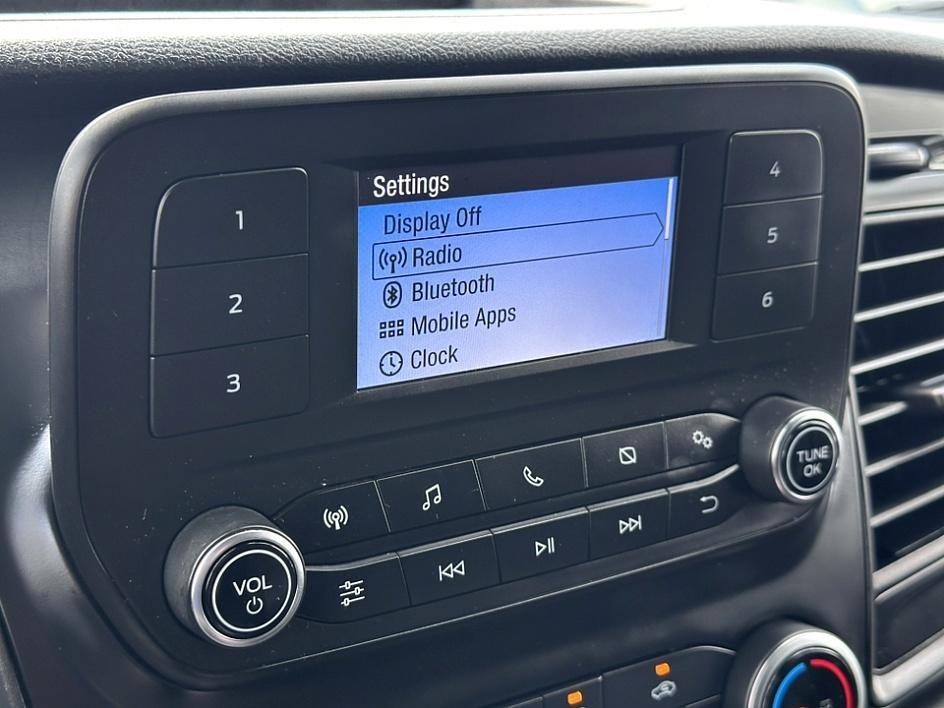 Settings
Display Off
Radio
Bluetooth
Mobile Apps
Clock
1
2
3
4
5
6
VOL
TUNE
OK